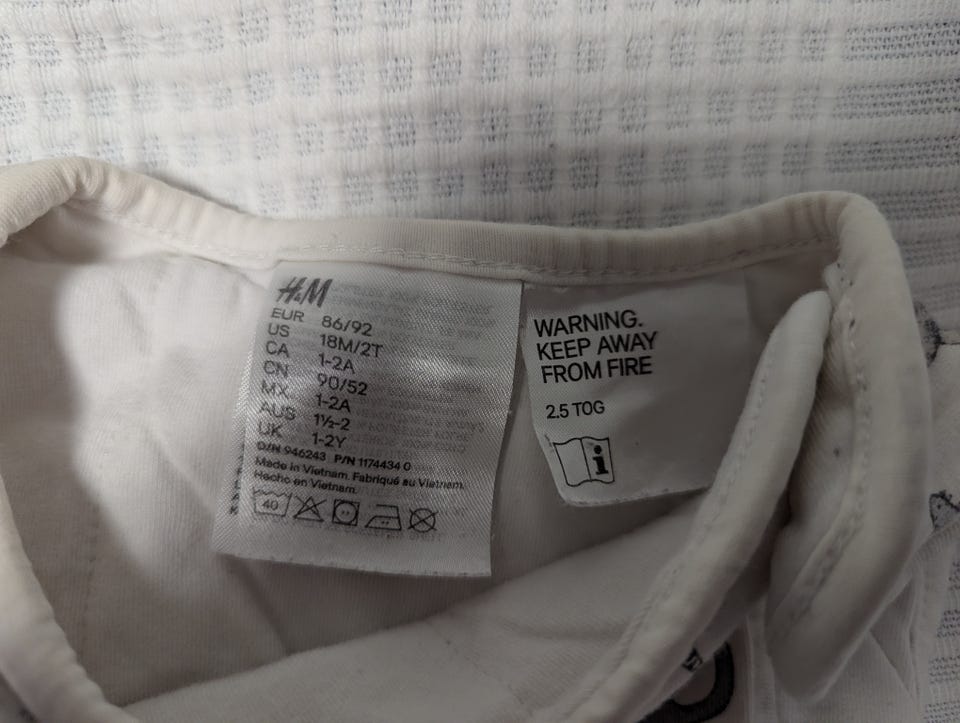 H&M
EUR 86/92
US 18M/2T
CA 1-2A
CN 90/52
MX 1-2A
AUS 1½-2
UK 1-2Y
O/N 946243 P/N 1174434 0
Made in Vietnam. Fabriqué au Vietnam.
Hecho en Vietnam.
40
WARNING.
KEEP AWAY
FROM FIRE
2.5 TOG
i